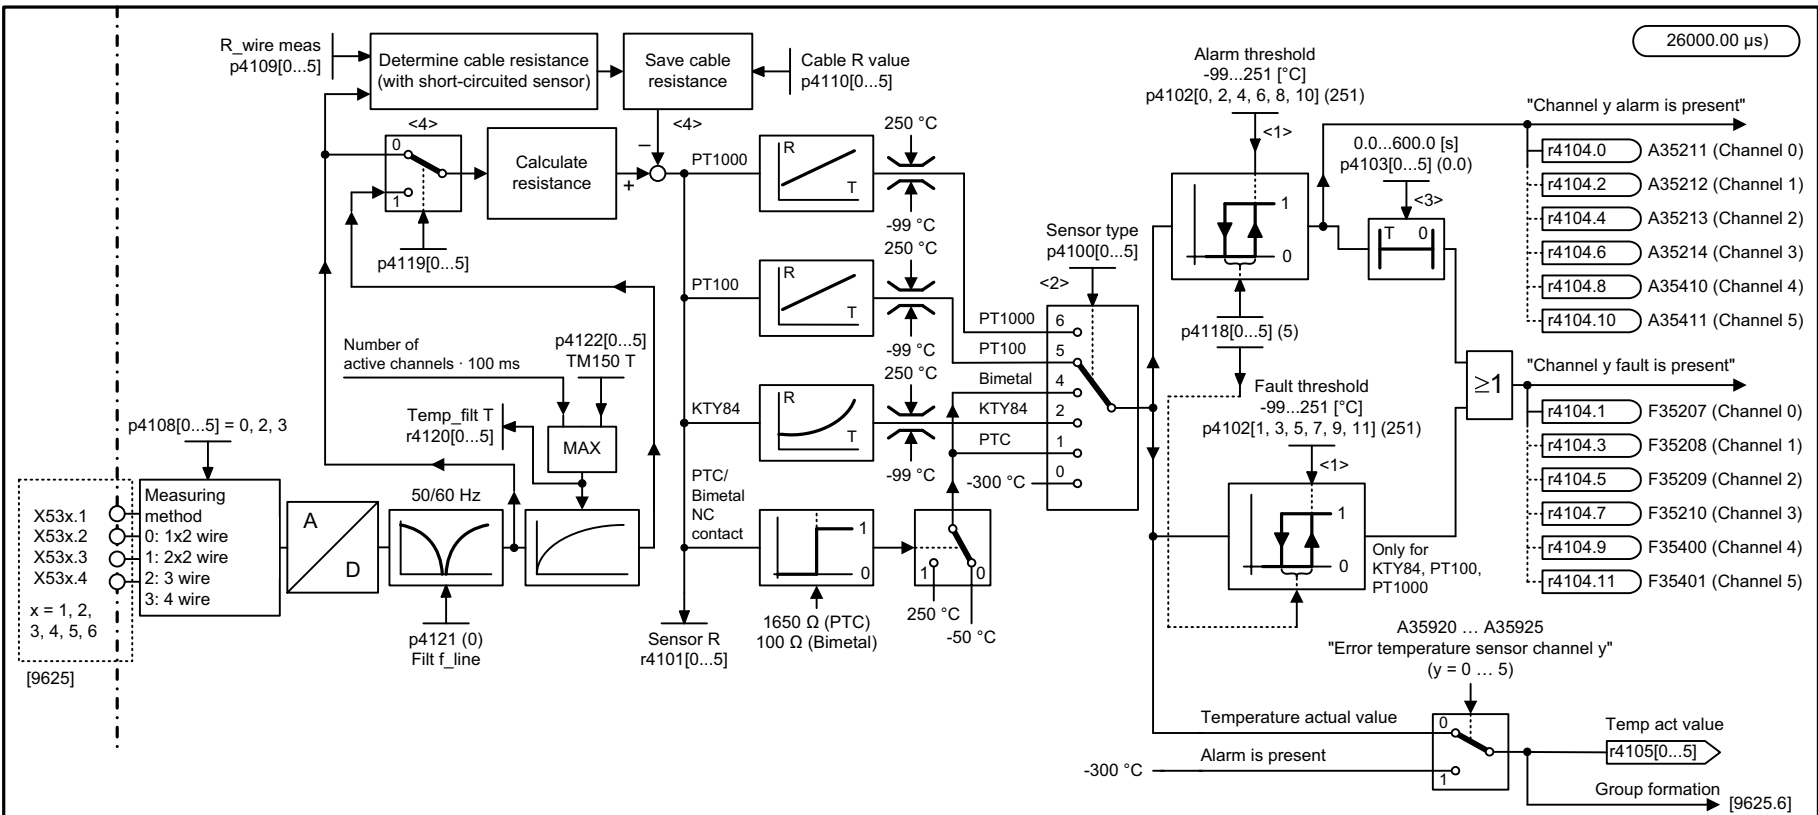 26000.00 µs)
R_wire meas
p4109[0...5]
Determine cable resistance
(with short-circuited sensor)
Save cable
resistance
Cable R value
p4110[0...5]
<4>
<4>
0
1
Calculate
resistance
–
+
p4119[0...5]
PT1000
R
T
250 °C
-99 °C
PT100
R
T
250 °C
-99 °C
KTY84
R
T
250 °C
-99 °C
PTC/
Bimetal
NC
contact
1
0
1650 Ω (PTC)
100 Ω (Bimetal)
1
0
250 °C
-50 °C
Number of
active channels · 100 ms
p4122[0...5]
TM150 T
Temp_filt T
r4120[0...5]
MAX
p4108[0...5] = 0, 2, 3
X53x.1
X53x.2
X53x.3
X53x.4
x = 1, 2,
3, 4, 5, 6
[9625]
Measuring
method
0: 1x2 wire
1: 2x2 wire
2: 3 wire
3: 4 wire
A
D
50/60 Hz
p4121 (0)
Filt f_line
Sensor R
r4101[0...5]
Sensor type
p4100[0...5]
<2>
PT1000
6
PT100
5
Bimetal
4
KTY84
2
PTC
1
0
-300 °C
Alarm threshold
-99...251 [°C]
p4102[0, 2, 4, 6, 8, 10] (251)
<1>
1
0
p4118[0...5] (5)
0.0...600.0 [s]
p4103[0...5] (0.0)
<3>
T
0
Fault threshold
-99...251 [°C]
p4102[1, 3, 5, 7, 9, 11] (251)
<1>
1
0
Only for
KTY84, PT100,
PT1000
≥1
"Channel y alarm is present"
r4104.0 A35211 (Channel 0)
r4104.2 A35212 (Channel 1)
r4104.4 A35213 (Channel 2)
r4104.6 A35214 (Channel 3)
r4104.8 A35410 (Channel 4)
r4104.10 A35411 (Channel 5)
"Channel y fault is present"
r4104.1 F35207 (Channel 0)
r4104.3 F35208 (Channel 1)
r4104.5 F35209 (Channel 2)
r4104.7 F35210 (Channel 3)
r4104.9 F35400 (Channel 4)
r4104.11 F35401 (Channel 5)
A35920 ... A35925
"Error temperature sensor channel y"
(y = 0 ... 5)
Temperature actual value
0
Alarm is present
-300 °C
1
Temp act value
r4105[0...5]
Group formation
[9625.6]